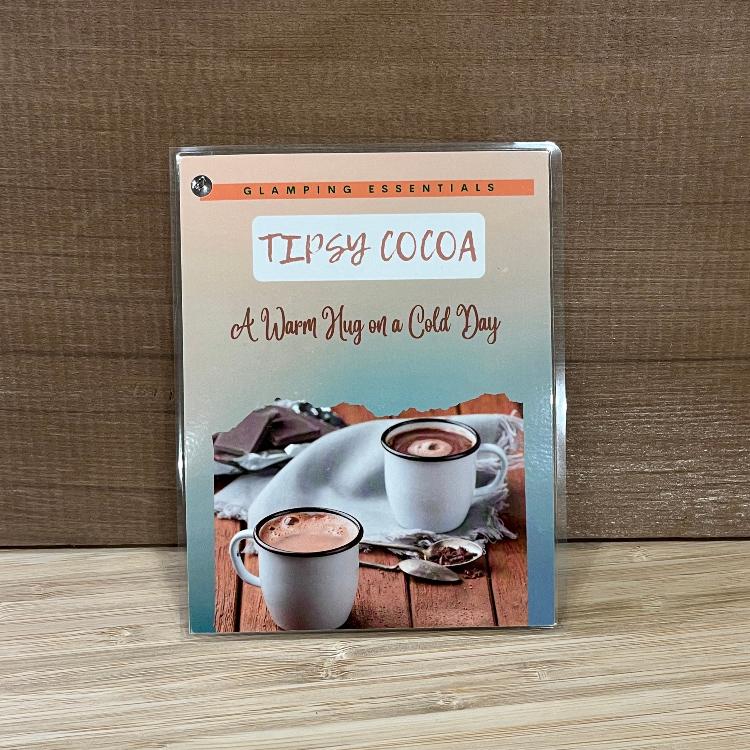 GLAMPING ESSENTIALS
TIPSY COCOA
A Warm Hug on a Cold Day